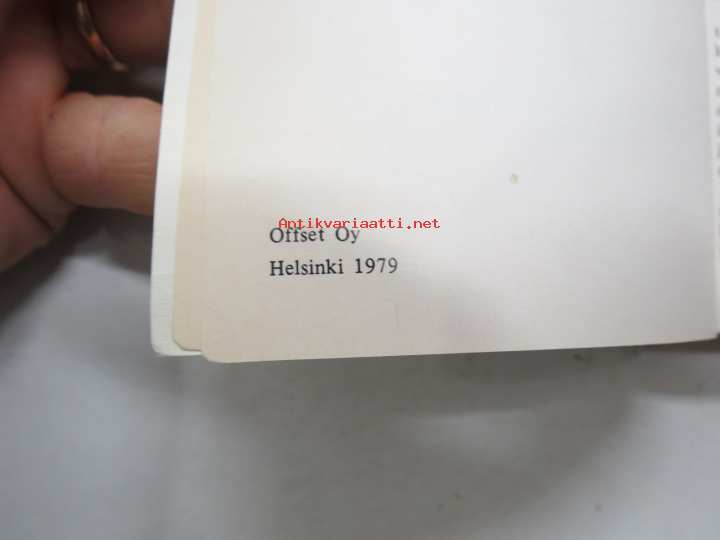 Antikvariaatti.net
Offset Oy
Helsinki 1979